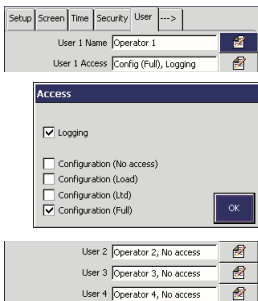 Setup Screen Time Security User --->
User 1 Name Operator 1
User 1 Access Config (Full), Logging
Access
Logging
Configuration (No access)
Configuration (Load)
Configuration (Ltd)
Configuration (Full)
OK
User 2 Operator 2, No access
User 3 Operator 3, No access
User 4 Operator 4, No access